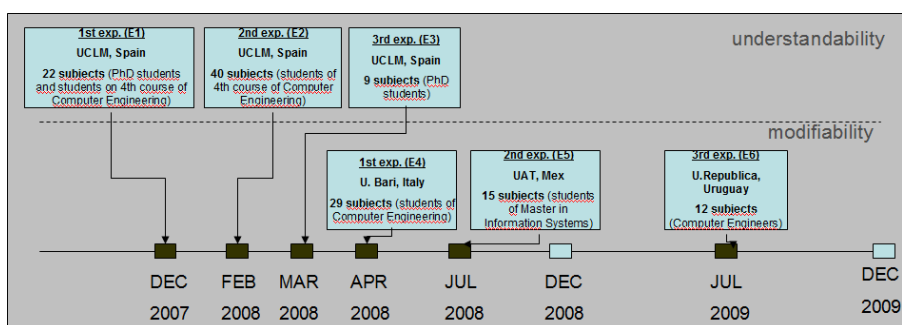 1st exp. (E1)
UCLM, Spain
22 subjects (PhD students
and students on 4th course of
Computer Engineering)
2nd exp. (E2)
UCLM, Spain
40 subjects (students of
4th course of Computer
Engineering)
3rd exp. (E3)
UCLM, Spain
9 subjects (PhD
students)
understandability
modifiability
1st exp. (E4)
U. Bari, Italy
29 subjects (students of
Computer Engineering)
2nd exp. (E5)
UAT, Mex
15 subjects (students
of Master in
Information Systems)
3rd exp. (E6)
U.Republica,
Uruguay
12 subjects
(Computer Engineers)
DEC
2007
FEB
2008
MAR
2008
APR
2008
JUL
2008
DEC
2008
JUL
2009
DEC
2009